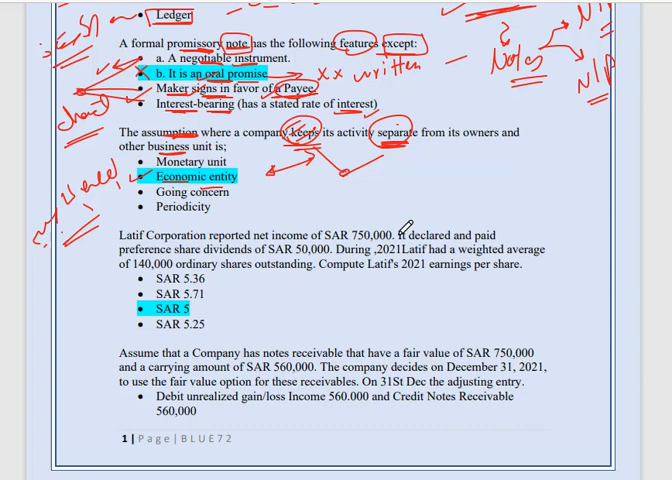 Ledger
A formal promissory note has the following features except:
a. A negotiable instrument.
b. It is an oral promise
xx written
Notes
N/P
Maker signs in favor of a Payee
Interest-bearing (has a stated rate of interest)
The assumption where a company keeps its activity separate from its owners and
other business unit is;
Monetary unit
Economic entity
Going concern
Periodicity
Latif Corporation reported net income of SAR 750,000. It declared and paid
preference share dividends of SAR 50,000. During ,2021Latif had a weighted average
of 140,000 ordinary shares outstanding. Compute Latif's 2021 earnings per share.
SAR 5.36
SAR 5.71
SAR 5
SAR 5.25
Assume that a Company has notes receivable that have a fair value of SAR 750,000
and a carrying amount of SAR 560,000. The company decides on December 31, 2021,
to use the fair value option for these receivables. On 31St Dec the adjusting entry.
Debit unrealized gain/loss Income 560.000 and Credit Notes Receivable
560,000
1 | Page | BLUE72